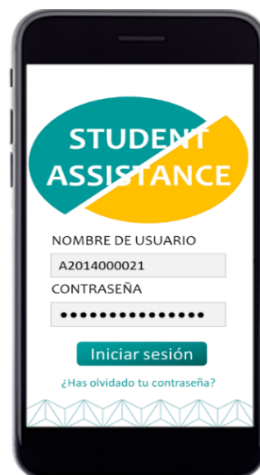 STUDENT
ASSISTANCE
NOMBRE DE USUARIO
A2014000021
CONTRASEÑA
●●●●●●●●●●●●●●●
Iniciar sesión
¿Has olvidado tu contraseña?